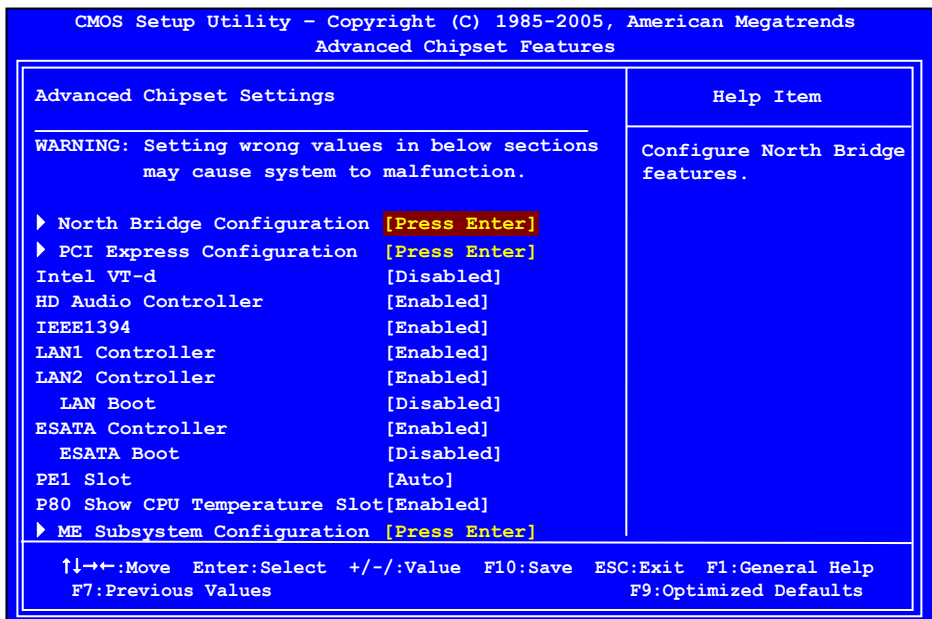 CMOS Setup Utility – Copyright (C) 1985-2005, American Megatrends
Advanced Chipset Features
Advanced Chipset Settings
Help Item
WARNING: Setting wrong values in below sections
may cause system to malfunction.
Configure North Bridge
features.
North Bridge Configuration [Press Enter]
PCI Express Configuration [Press Enter]
Intel VT-d [Disabled]
HD Audio Controller [Enabled]
IEEE1394 [Enabled]
LAN1 Controller [Enabled]
LAN2 Controller [Enabled]
LAN Boot [Disabled]
ESATA Controller [Enabled]
ESATA Boot [Disabled]
PE1 Slot [Auto]
P80 Show CPU Temperature Slot[Enabled]
ME Subsystem Configuration [Press Enter]
↑↓→←:Move Enter:Select +/-/:Value F10:Save ESC:Exit F1:General Help
F7:Previous Values F9:Optimized Defaults